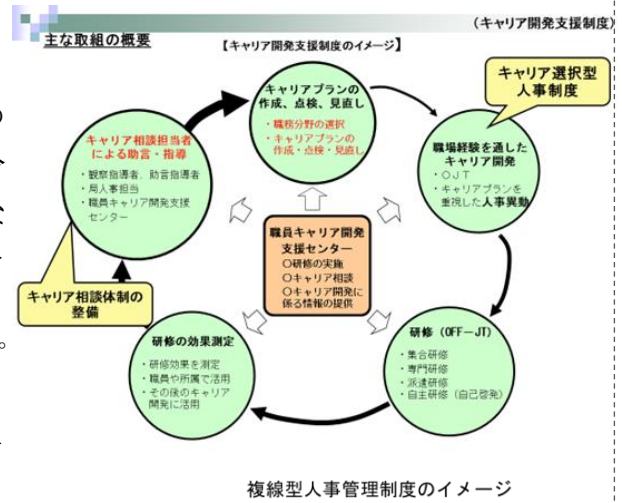 （キャリア開発支援制度）
主な取組の概要
【キャリア開発支援制度のイメージ】
キャリアプランの
作成、点検、見直し
・職務分野の選択
・キャリアプランの
作成・点検・見直し
キャリア選択型
人事制度
キャリア相談担当者
による助言・指導
・観察指導者、助言指導者
・局人事担当
・職員キャリア開発支援
センター
職場経験を通した
キャリア開発
・ＯＪＴ
・キャリアプランを
重視した人事異動
職員キャリア開発
支援センター
○研修の実施
○キャリア相談
○キャリア開発に
係る情報の提供
キャリア相談体制の
整備
研修の効果測定
・研修効果を測定
・職員や所属で活用
・その後のキャリア
開発に活用
研修（OFF－JT）
・集合研修
・専門研修
・派遣研修
・自主研修（自己啓発）
複線型人事管理制度のイメージ